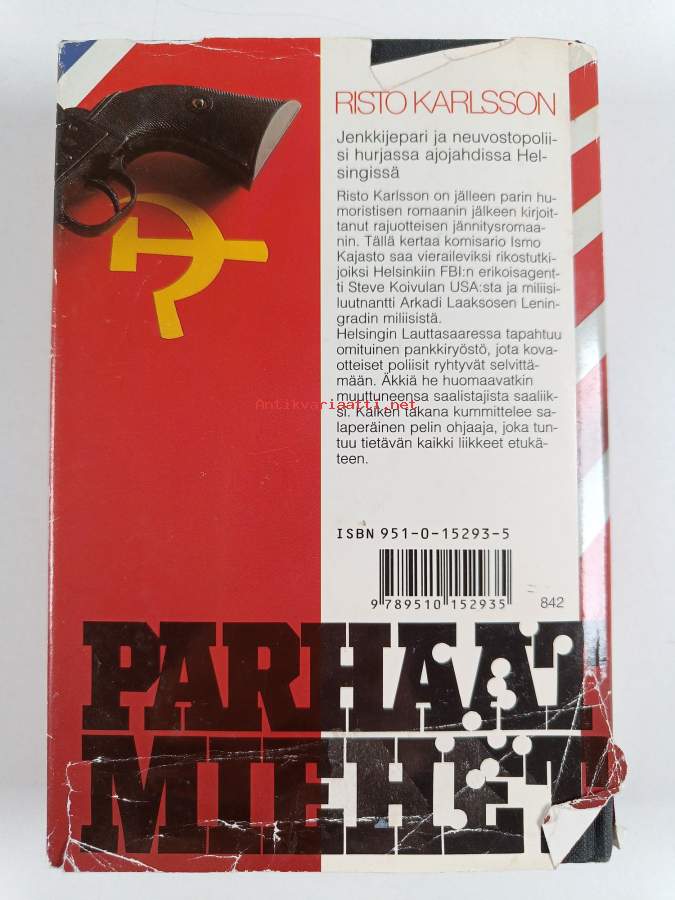 RISTO KARLSSON
Jenkkijepari ja neuvostopolii-
si hurjassa ajojahdissa Hel-
singissä
Risto Karlsson on jälleen parin hu-
moristisen romaanin jälkeen kirjoit-
tanut rajuotteisen jännitysromaa-
nin. Tällä kertaa komisario Ismo
Kajasto saa vieraileviksi rikostutki-
joiksi Helsinkiin FBI:n erikoisagent-
ti Steve Koivulan USA:sta ja miliisi-
luutnantti Arkadi Laaksosen Lenin-
gradin miliisistä.
Helsingin Lauttasaaressa tapahtuu
omituinen pankkiryöstö, jota kova-
otteiset poliisit ryhtyvät selvittä-
mään. Äkkiä he huomaavatkin
muuttuneensa saalistajista saaliik-
si. Kaiken takana kummittelee sa-
laperäinen pelin ohjaaja, joka tun-
tuu tietävän kaikki liikkeet etukä-
teen.
Antikvariaatti.net
ISBN 951-0-15293-5
9 789510 152935
842
PARHAAT
MIEHET